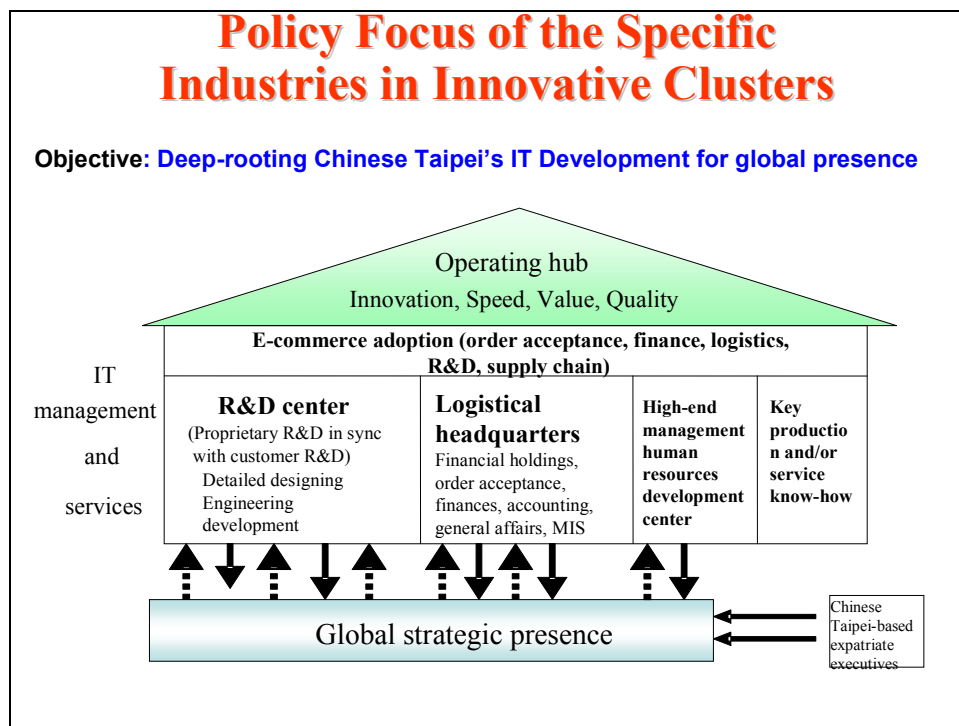 Policy Focus of the Specific
Industries in Innovative Clusters
Objective: Deep-rooting Chinese Taipei's IT Development for global presence
Operating hub
Innovation, Speed, Value, Quality
E-commerce adoption (order acceptance, finance, logistics,
R&D, supply chain)
IT
management
and
services
R&D center
(Proprietary R&D in sync
with customer R&D)
Detailed designing
Engineering
development
Logistical
headquarters
Financial holdings,
order acceptance,
finances, accounting,
general affairs, MIS
High-end
management
human
resources
development
center
Key
productio
n and/or
service
know-how
Global strategic presence
Chinese
Taipei-based
expatriate
executives